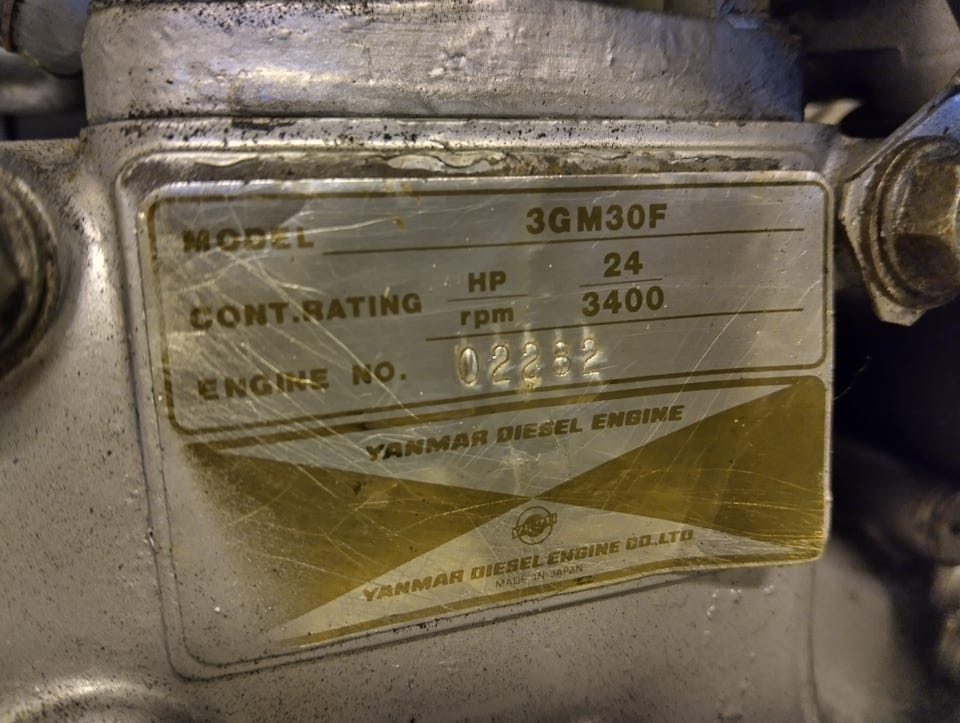 MODEL 3GM30F
CONT.RATING HP 24
rpm 3400
ENGINE NO. 02282
YANMAR DIESEL ENGINE
YANMAR
YANMAR DIESEL ENGINE CO.,LTD.
MADE IN JAPAN